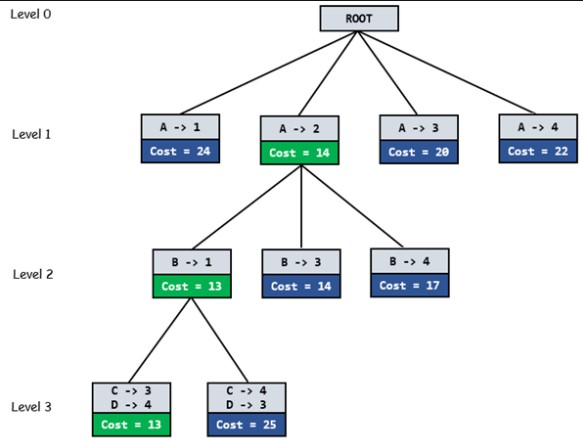 Level 0
ROOT
Level 1
A -> 1
Cost = 24
A -> 2
Cost = 14
A -> 3
Cost = 20
A -> 4
Cost = 22
Level 2
B -> 1
Cost = 13
B -> 3
Cost = 14
B -> 4
Cost = 17
Level 3
C -> 3
D -> 4
Cost = 13
C -> 4
D -> 3
Cost = 25